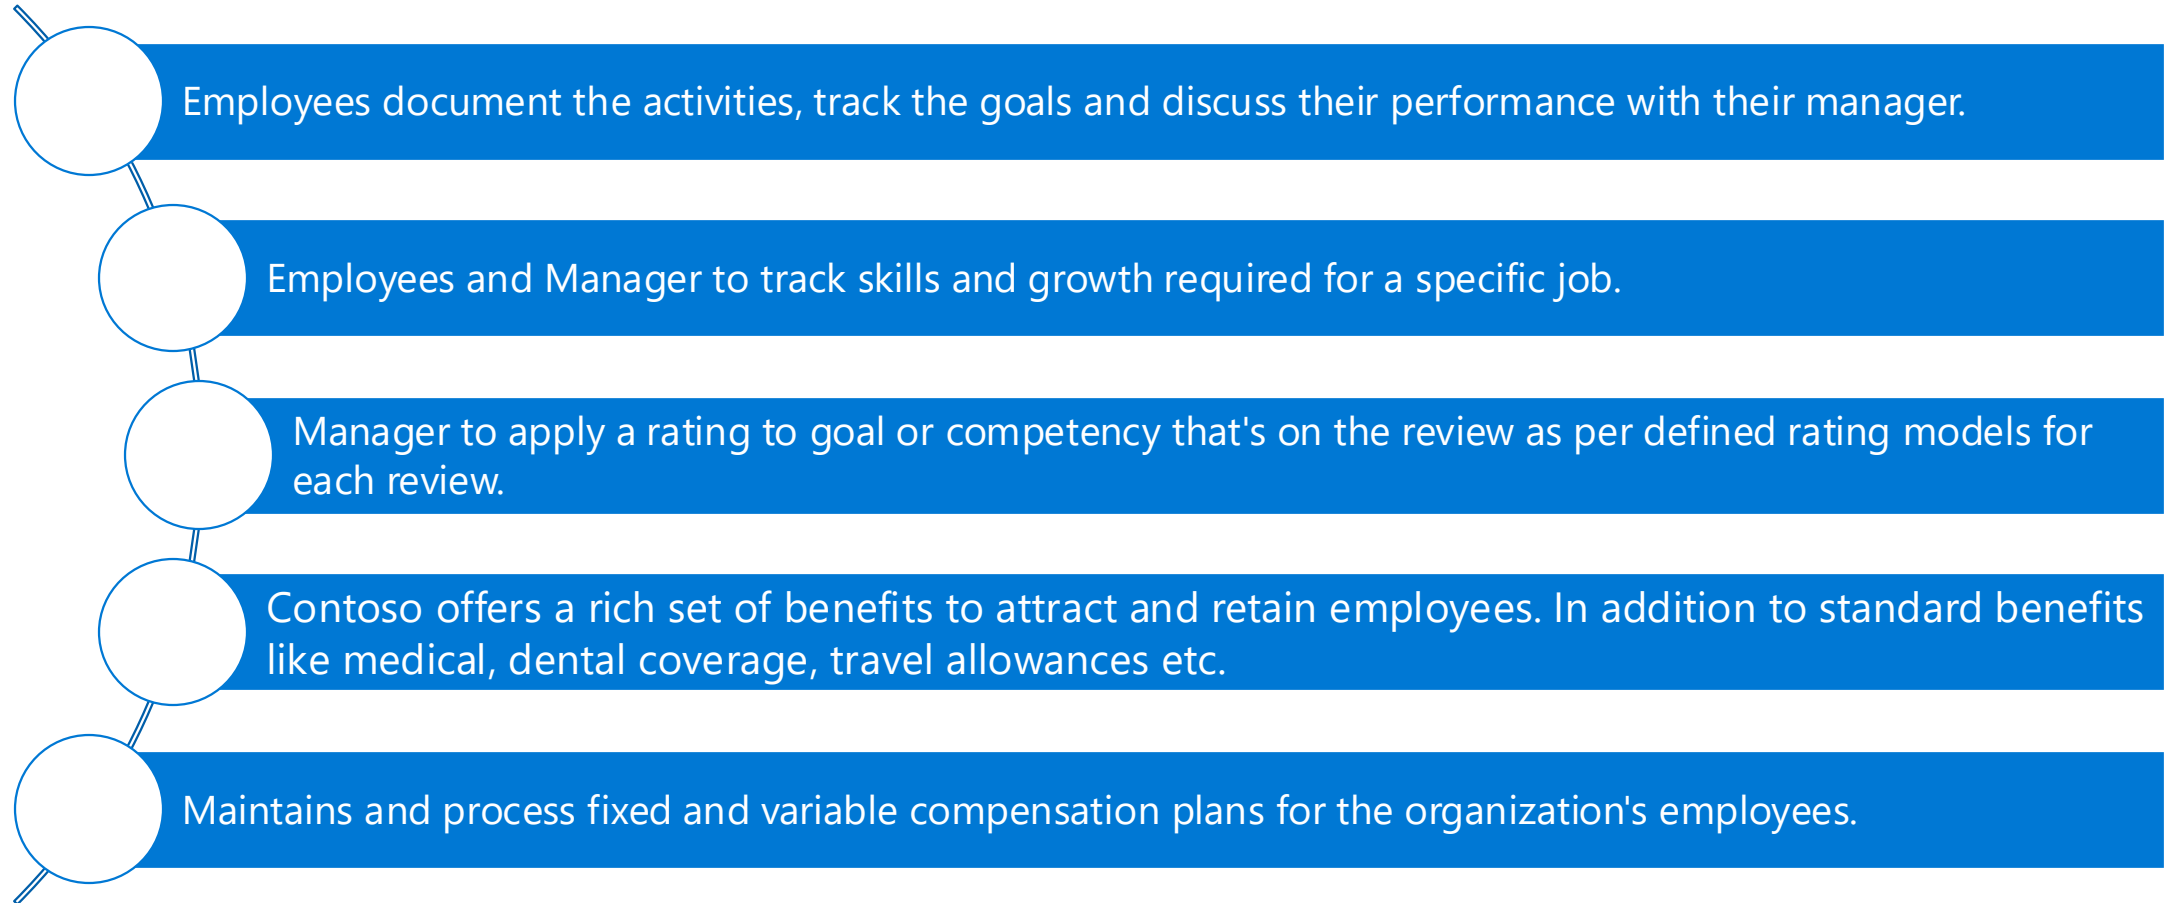 Employees document the activities, track the goals and discuss their performance with their manager.
Employees and Manager to track skills and growth required for a specific job.
Manager to apply a rating to goal or competency that's on the review as per defined rating models for
each review.
Contoso offers a rich set of benefits to attract and retain employees. In addition to standard benefits
like medical, dental coverage, travel allowances etc.
Maintains and process fixed and variable compensation plans for the organization's employees.